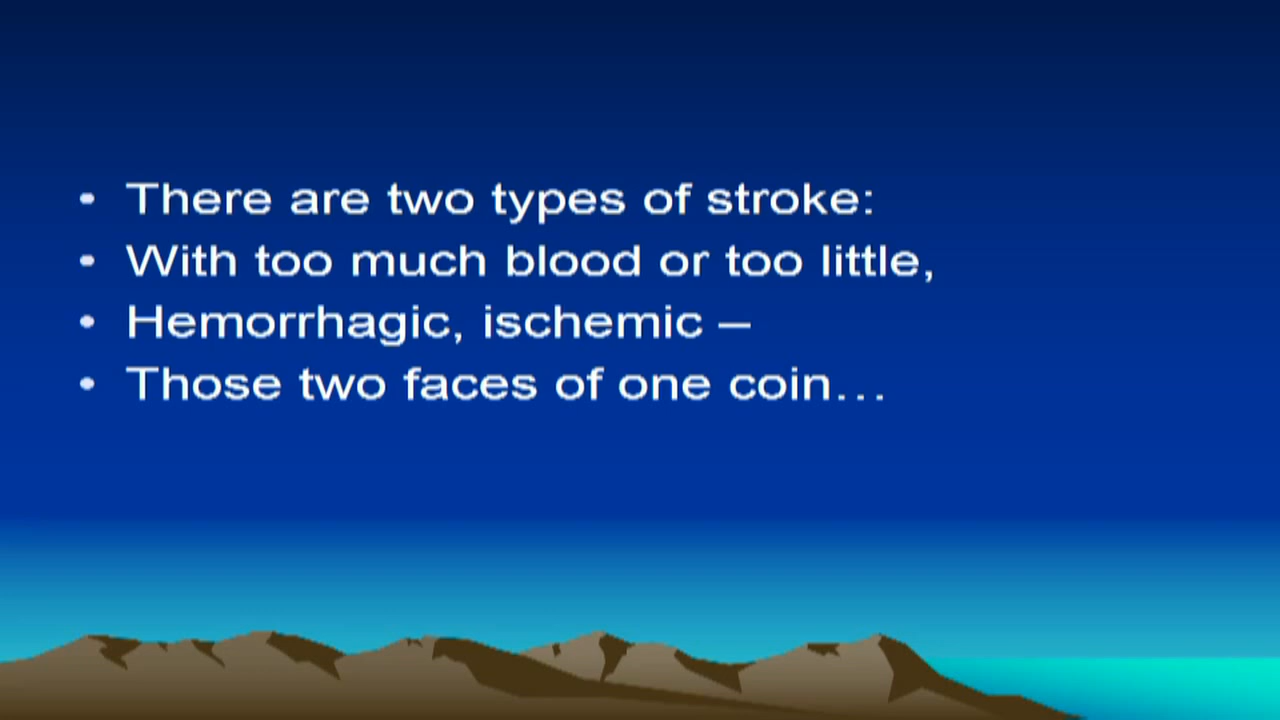 • There are two types of stroke:
• With too much blood or too little,
• Hemorrhagic, ischemic –
• Those two faces of one coin…